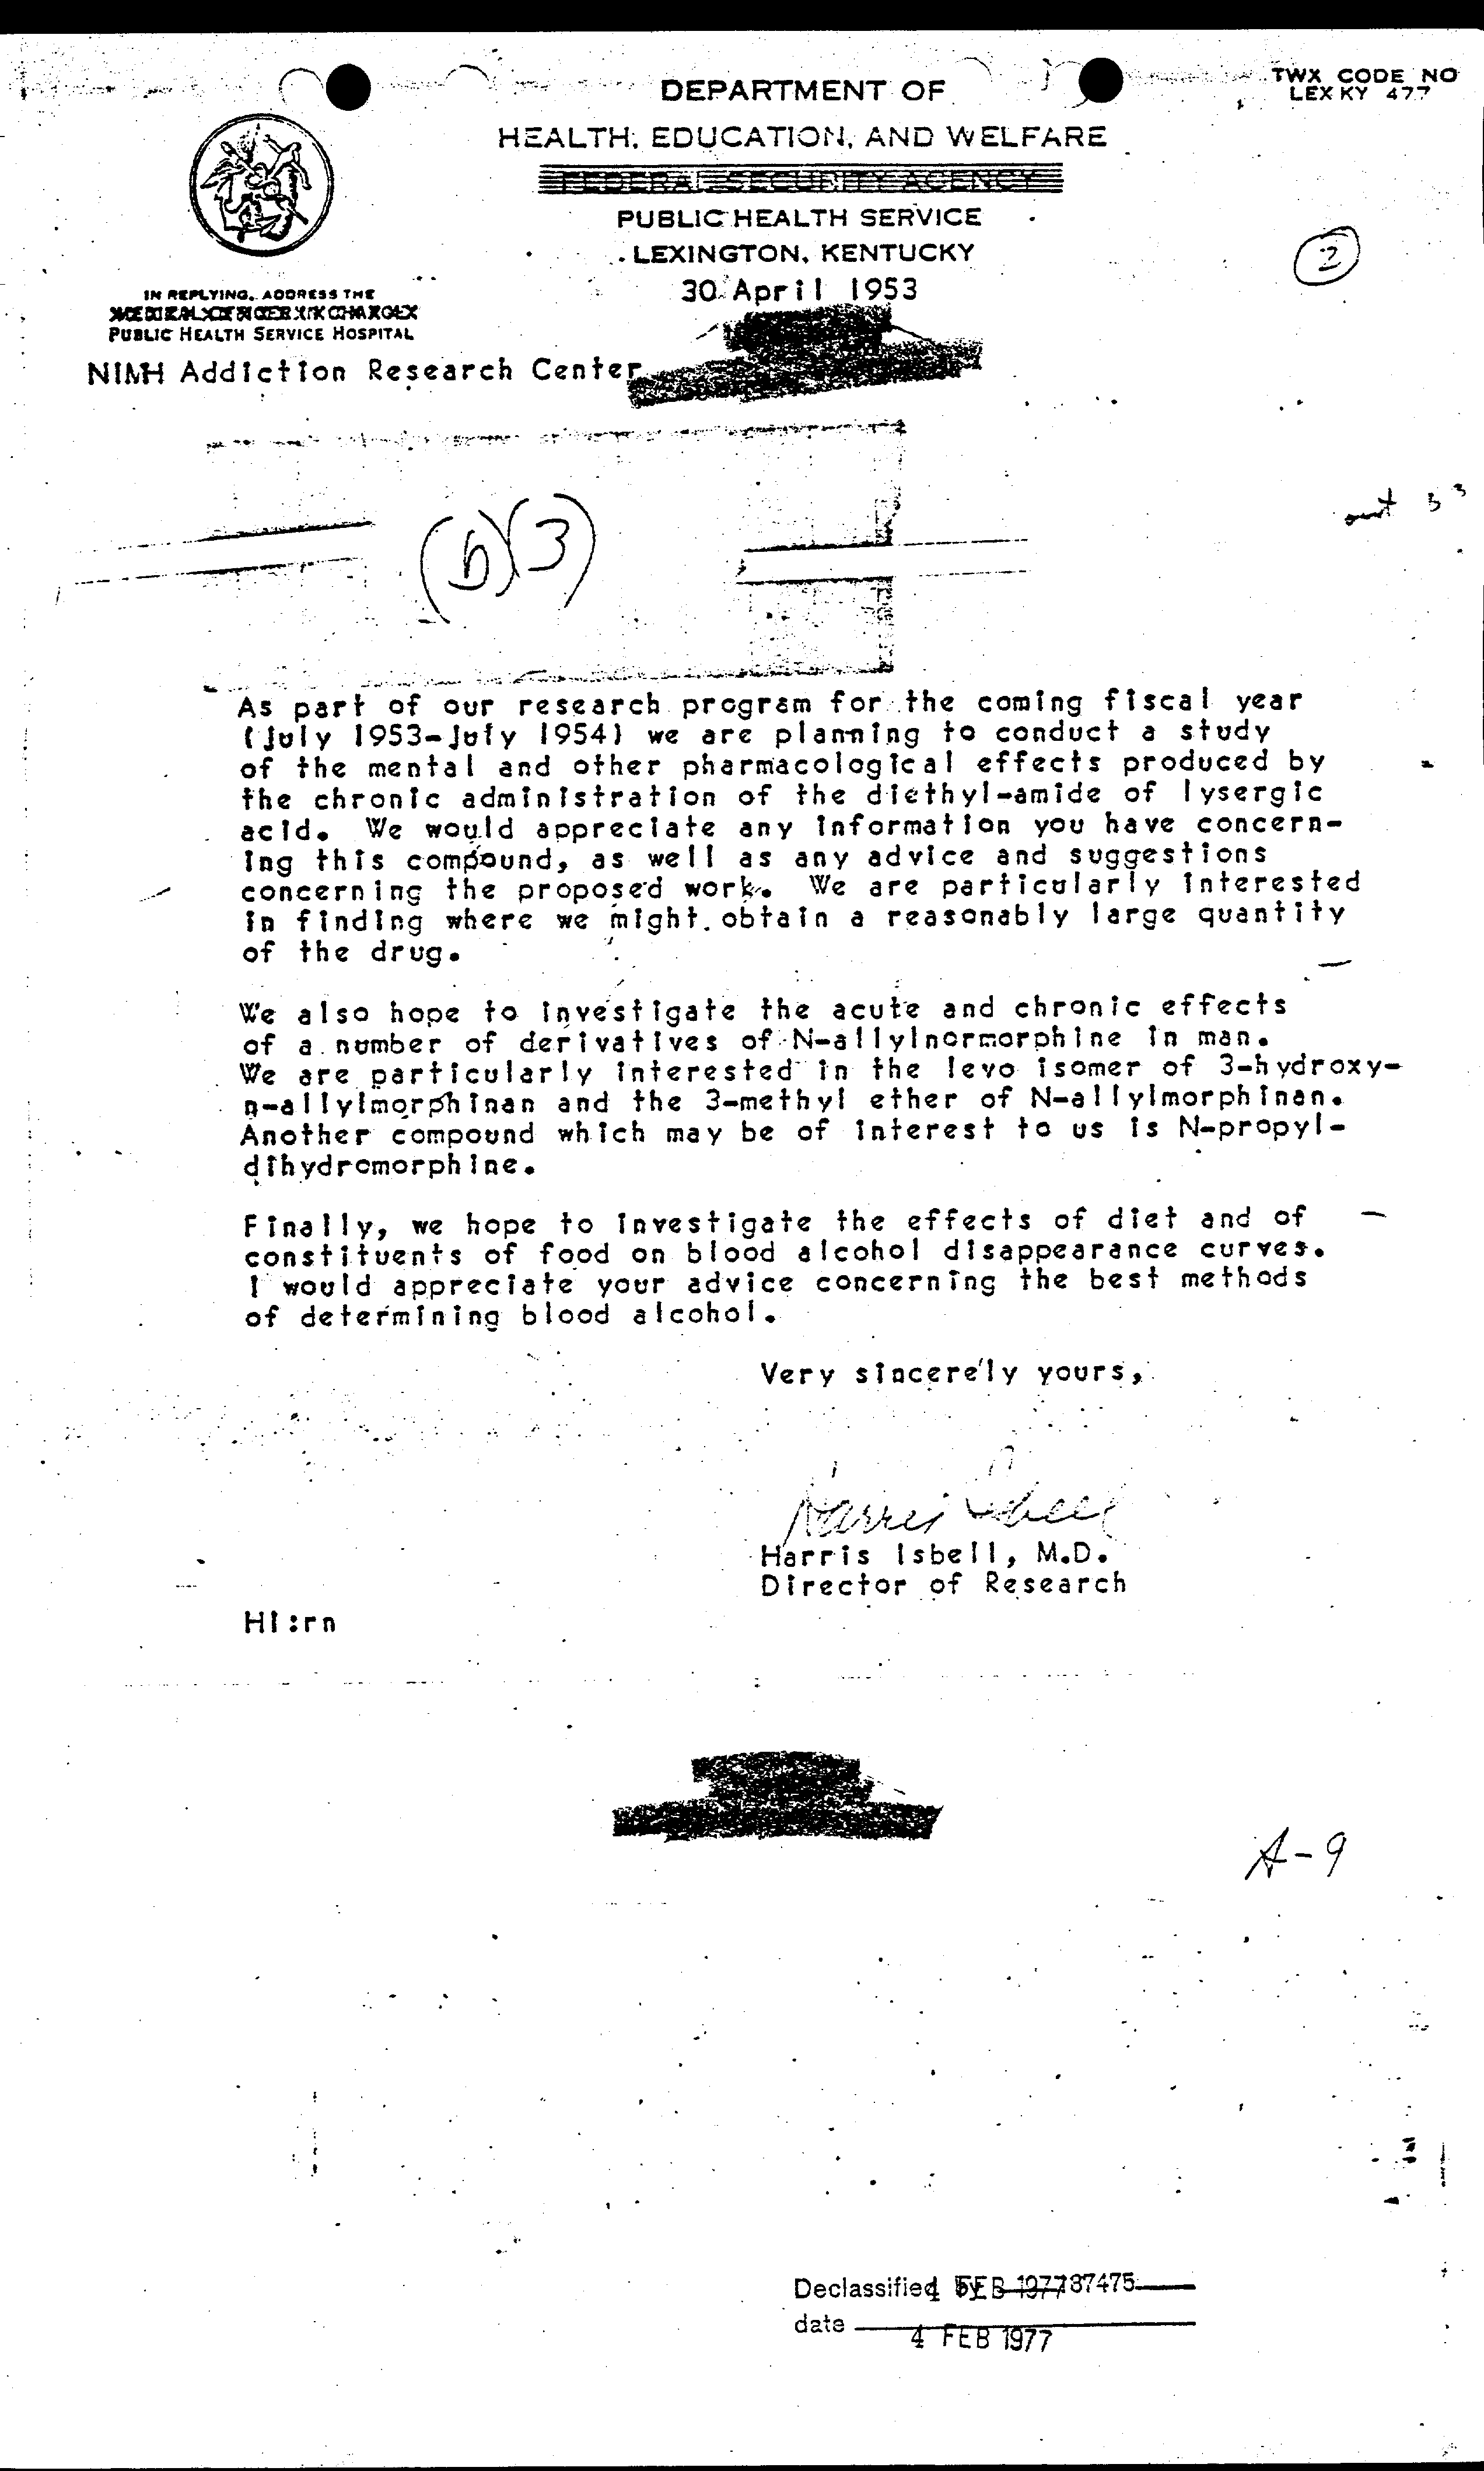 TWX CODE NO
LEX KY 477
DEPARTMENT OF
HEALTH, EDUCATION, AND WELFARE
FEDERAL SECURITY AGENCY
PUBLIC HEALTH SERVICE
LEXINGTON, KENTUCKY
30 April 1953
2
IN REPLYING, ADDRESS THE
PUBLIC HEALTH SERVICE HOSPITAL
NIMH Addiction Research Center
(b)(3)
As part of our research program for the coming fiscal year
(July 1953-July 1954) we are planning to conduct a study
of the mental and other pharmacological effects produced by
the chronic administration of the diethyl-amide of lysergic
acid. We would appreciate any information you have concern-
ing this compound, as well as any advice and suggestions
concerning the proposed work. We are particularly interested
in finding where we might obtain a reasonably large quantity
of the drug.
We also hope to investigate the acute and chronic effects
of a number of derivatives of N-allylnormorphine in man.
We are particularly interested in the levo isomer of 3-hydroxy-
n-allylmorphinan and the 3-methyl ether of N-allylmorphinan.
Another compound which may be of interest to us is N-propyl-
dihydromorphine.
Finally, we hope to investigate the effects of diet and of
constituents of food on blood alcohol disappearance curves.
I would appreciate your advice concerning the best methods
of determining blood alcohol.
Very sincerely yours,
Harris Isbell
Harris Isbell, M.D.
Director of Research
HI:rn
A-9
Declassified by 187475
4 FEB 1977
date 4 FEB 1977